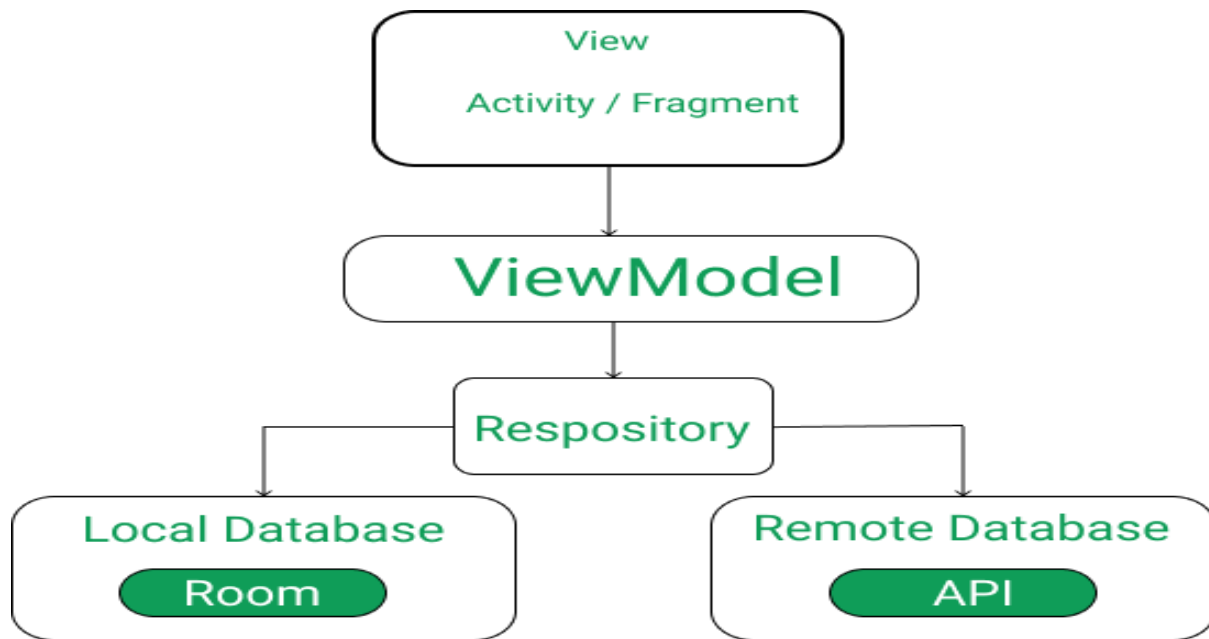 View
Activity / Fragment
ViewModel
Respository
Local Database
Room
Remote Database
API